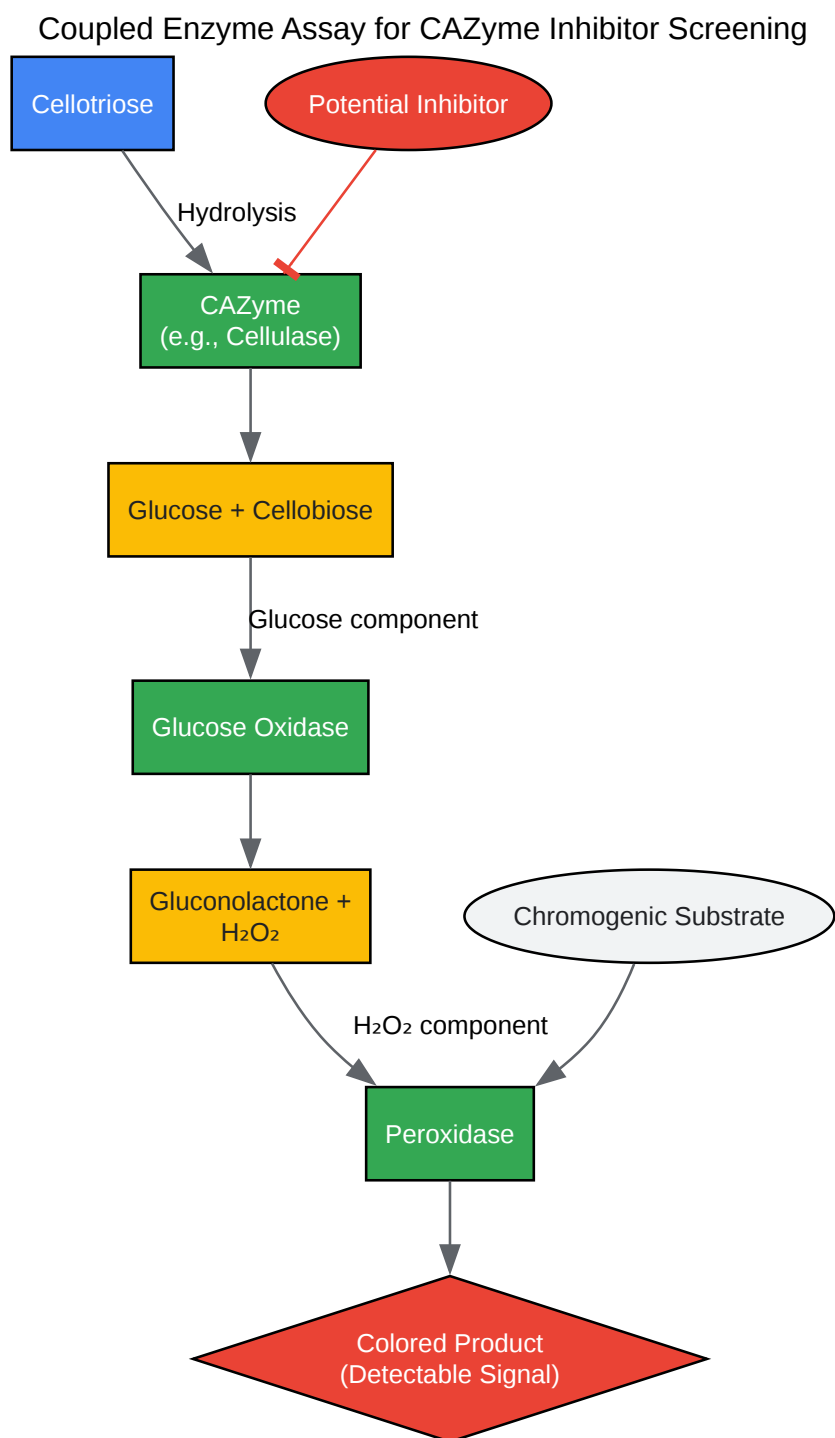 Coupled Enzyme Assay for CAZyme Inhibitor Screening
Cellotriose
Potential Inhibitor
Hydrolysis
CAZyme
(e.g., Cellulase)
Glucose + Cellobiose
Glucose component
Glucose Oxidase
Gluconolactone +
H₂O₂
Chromogenic Substrate
H₂O₂ component
Peroxidase
Colored Product
(Detectable Signal)